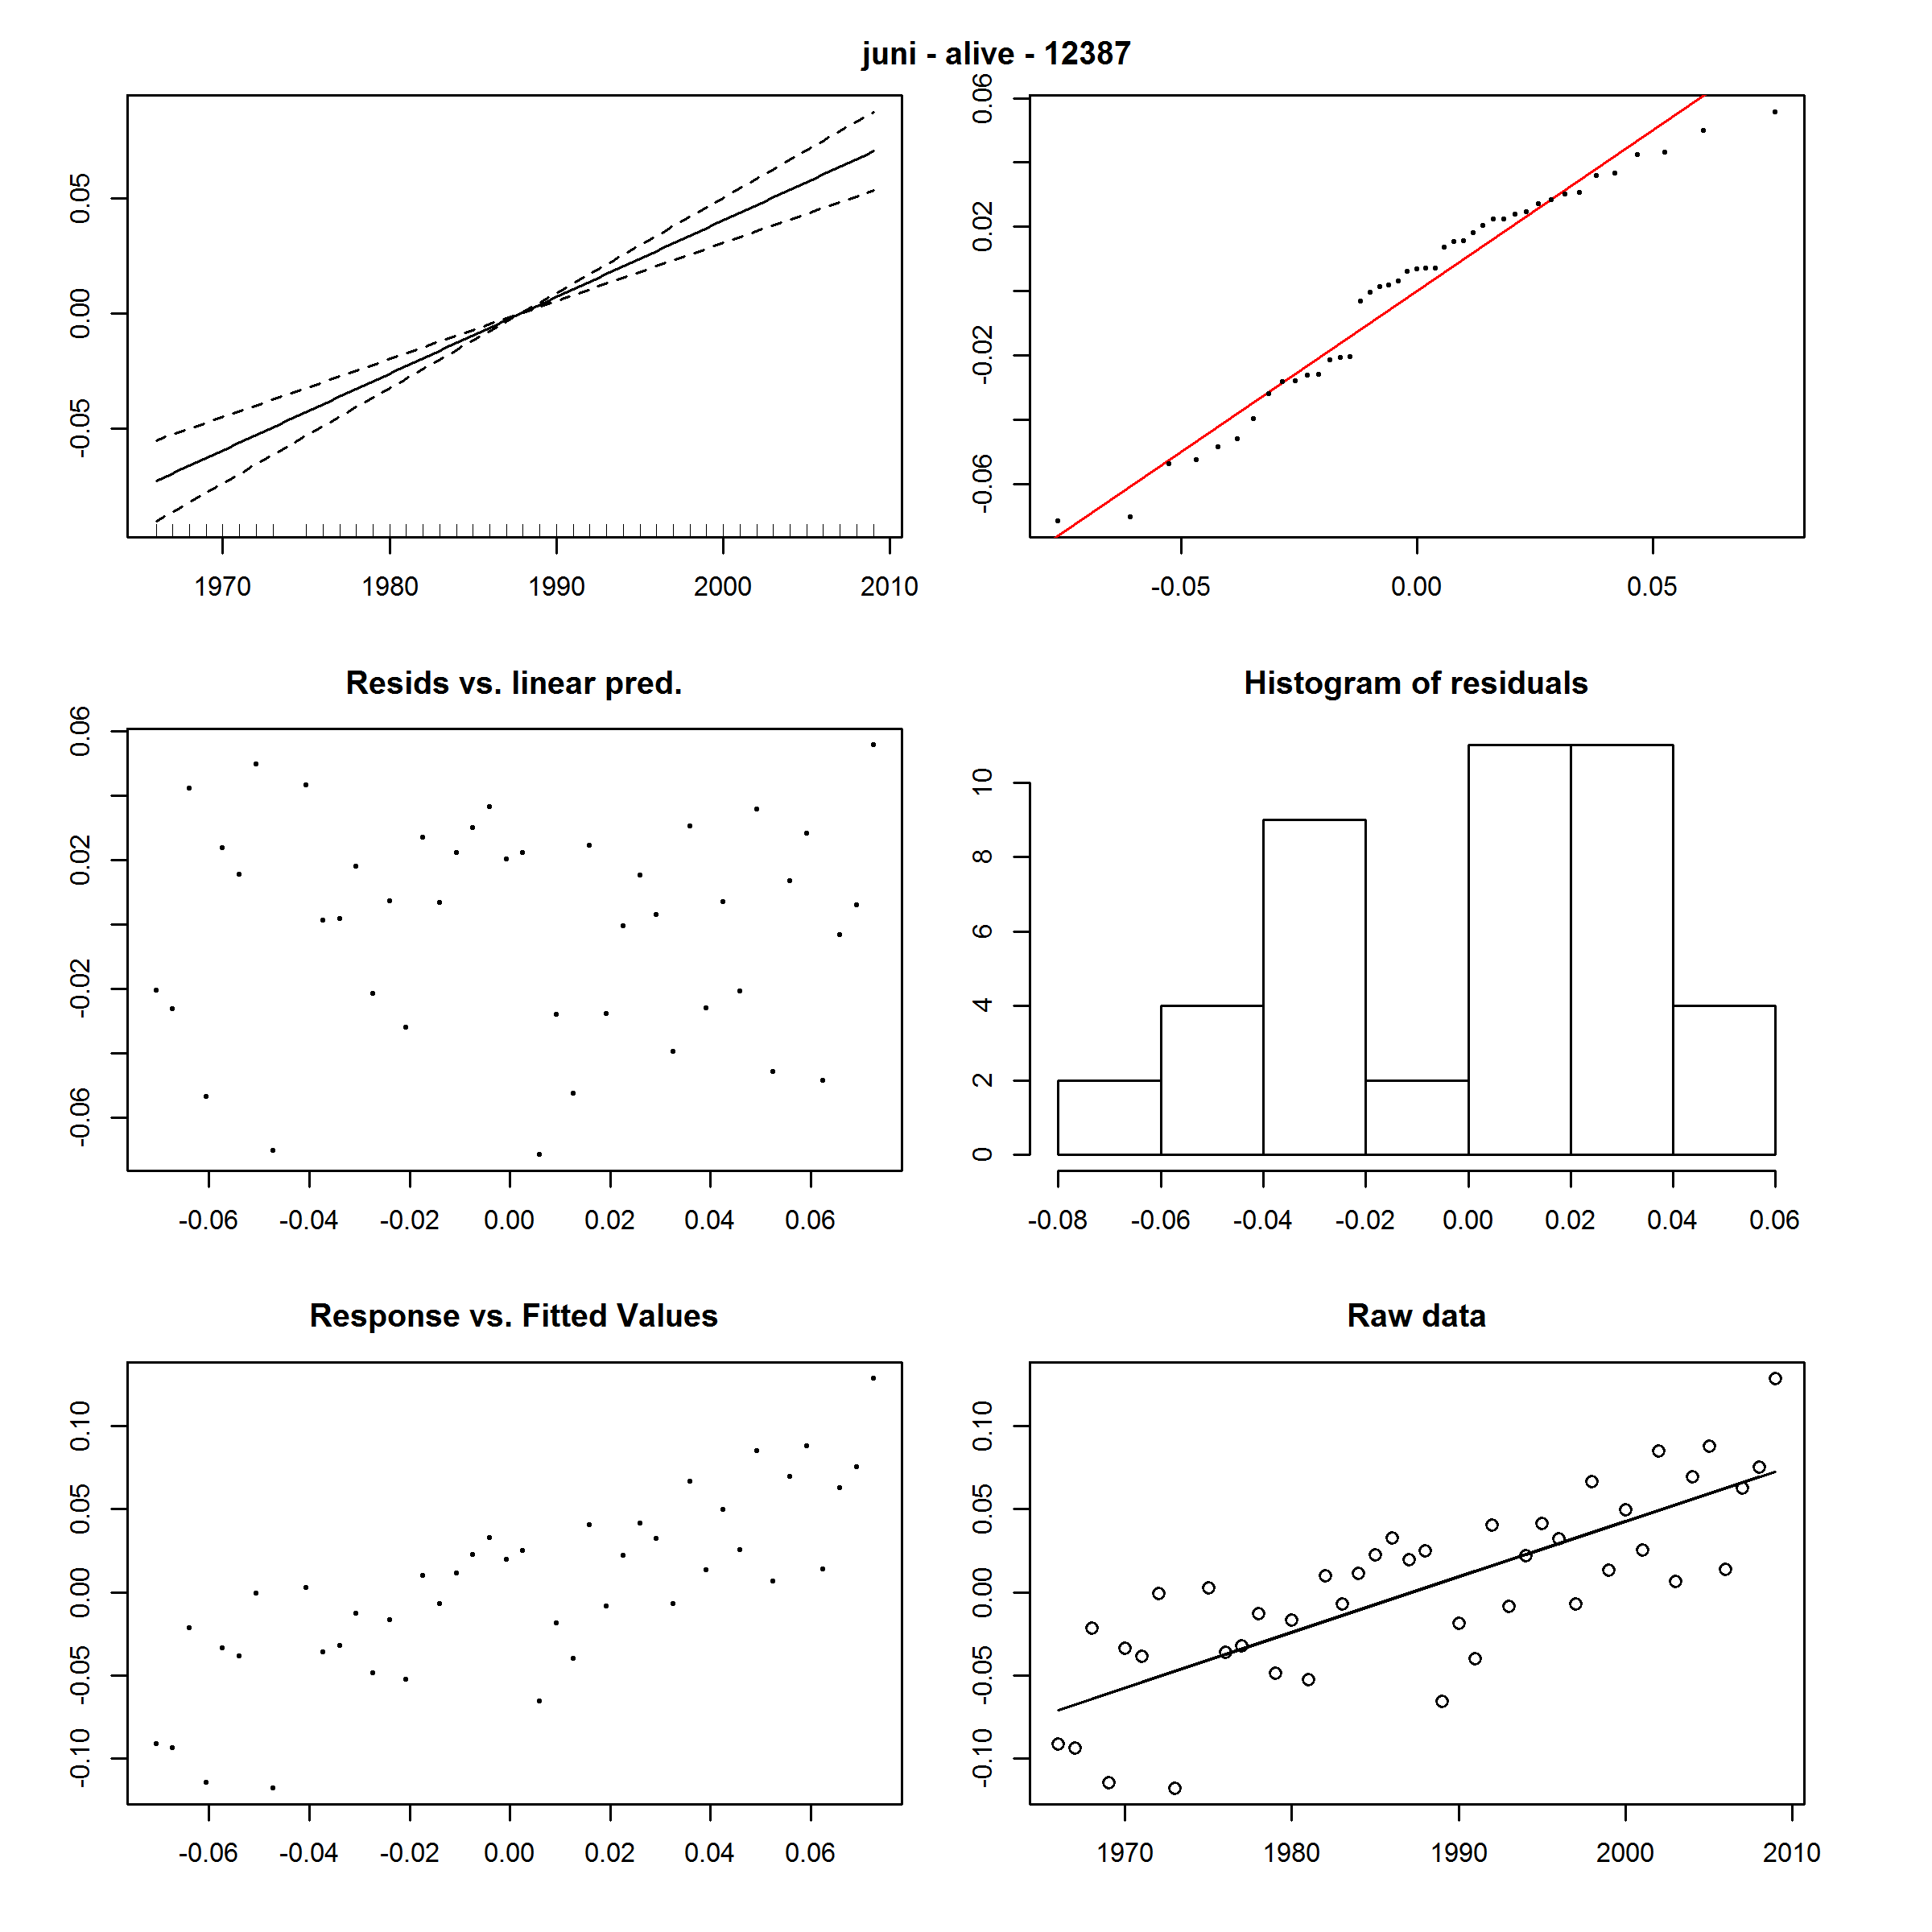 juni - alive - 12387
0.05
0.00
-0.05
1970 1980 1990 2000 2010
0.06
0.02
-0.02
-0.06
-0.05 0.00 0.05
Resids vs. linear pred.
0.06
0.02
-0.02
-0.06
-0.06 -0.04 -0.02 0.00 0.02 0.04 0.06
Histogram of residuals
10
8
6
4
2
0
-0.08 -0.06 -0.04 -0.02 0.00 0.02 0.04 0.06
Response vs. Fitted Values
0.10
0.05
0.00
-0.05
-0.10
-0.06 -0.04 -0.02 0.00 0.02 0.04 0.06
Raw data
0.10
0.05
0.00
-0.05
-0.10
1970 1980 1990 2000 2010